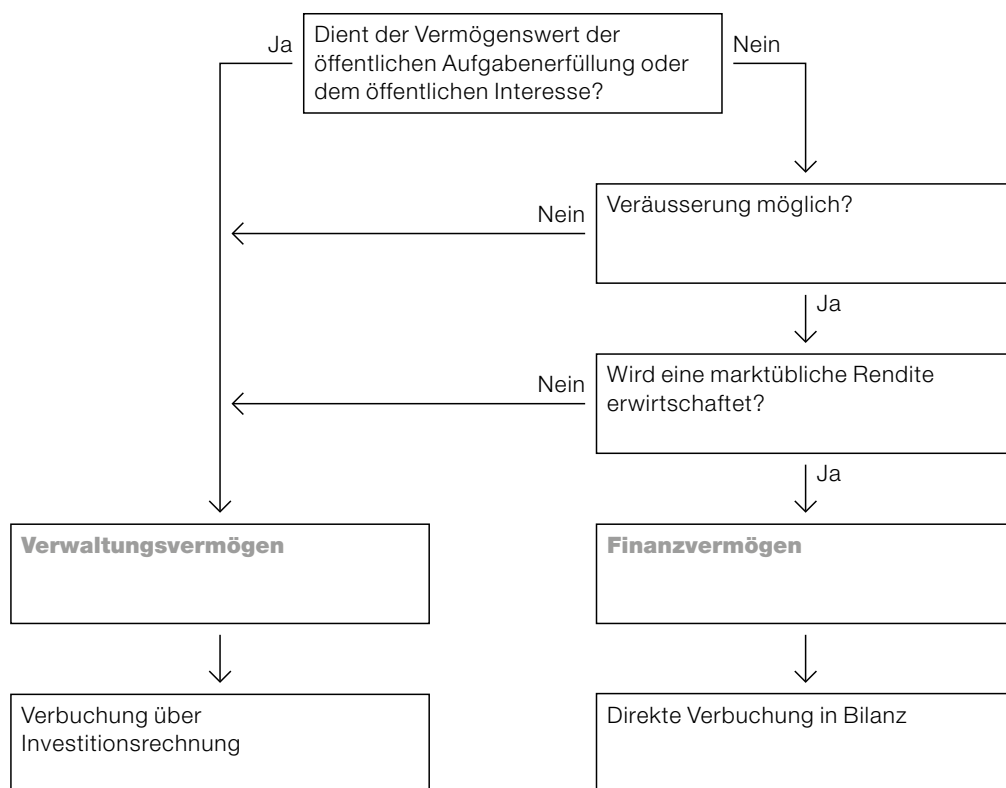 Ja
Dient der Vermögenswert der
öffentlichen Aufgabenerfüllung oder
dem öffentlichen Interesse?
Nein
Nein
Veräusserung möglich?
Ja
Nein
Wird eine marktübliche Rendite
erwirtschaftet?
Ja
Verwaltungsvermögen
Finanzvermögen
Verbuchung über
Investitionsrechnung
Direkte Verbuchung in Bilanz